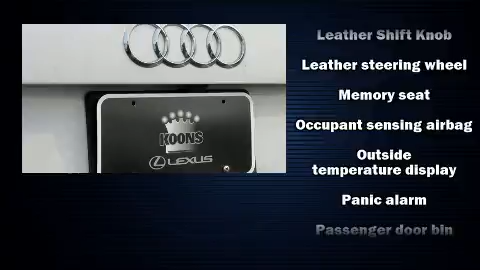 KOONS
LEXUS
Leather Shift Knob
Leather steering wheel
Memory seat
Occupant sensing airbag
Outside
temperature display
Panic alarm
Passenger door bin